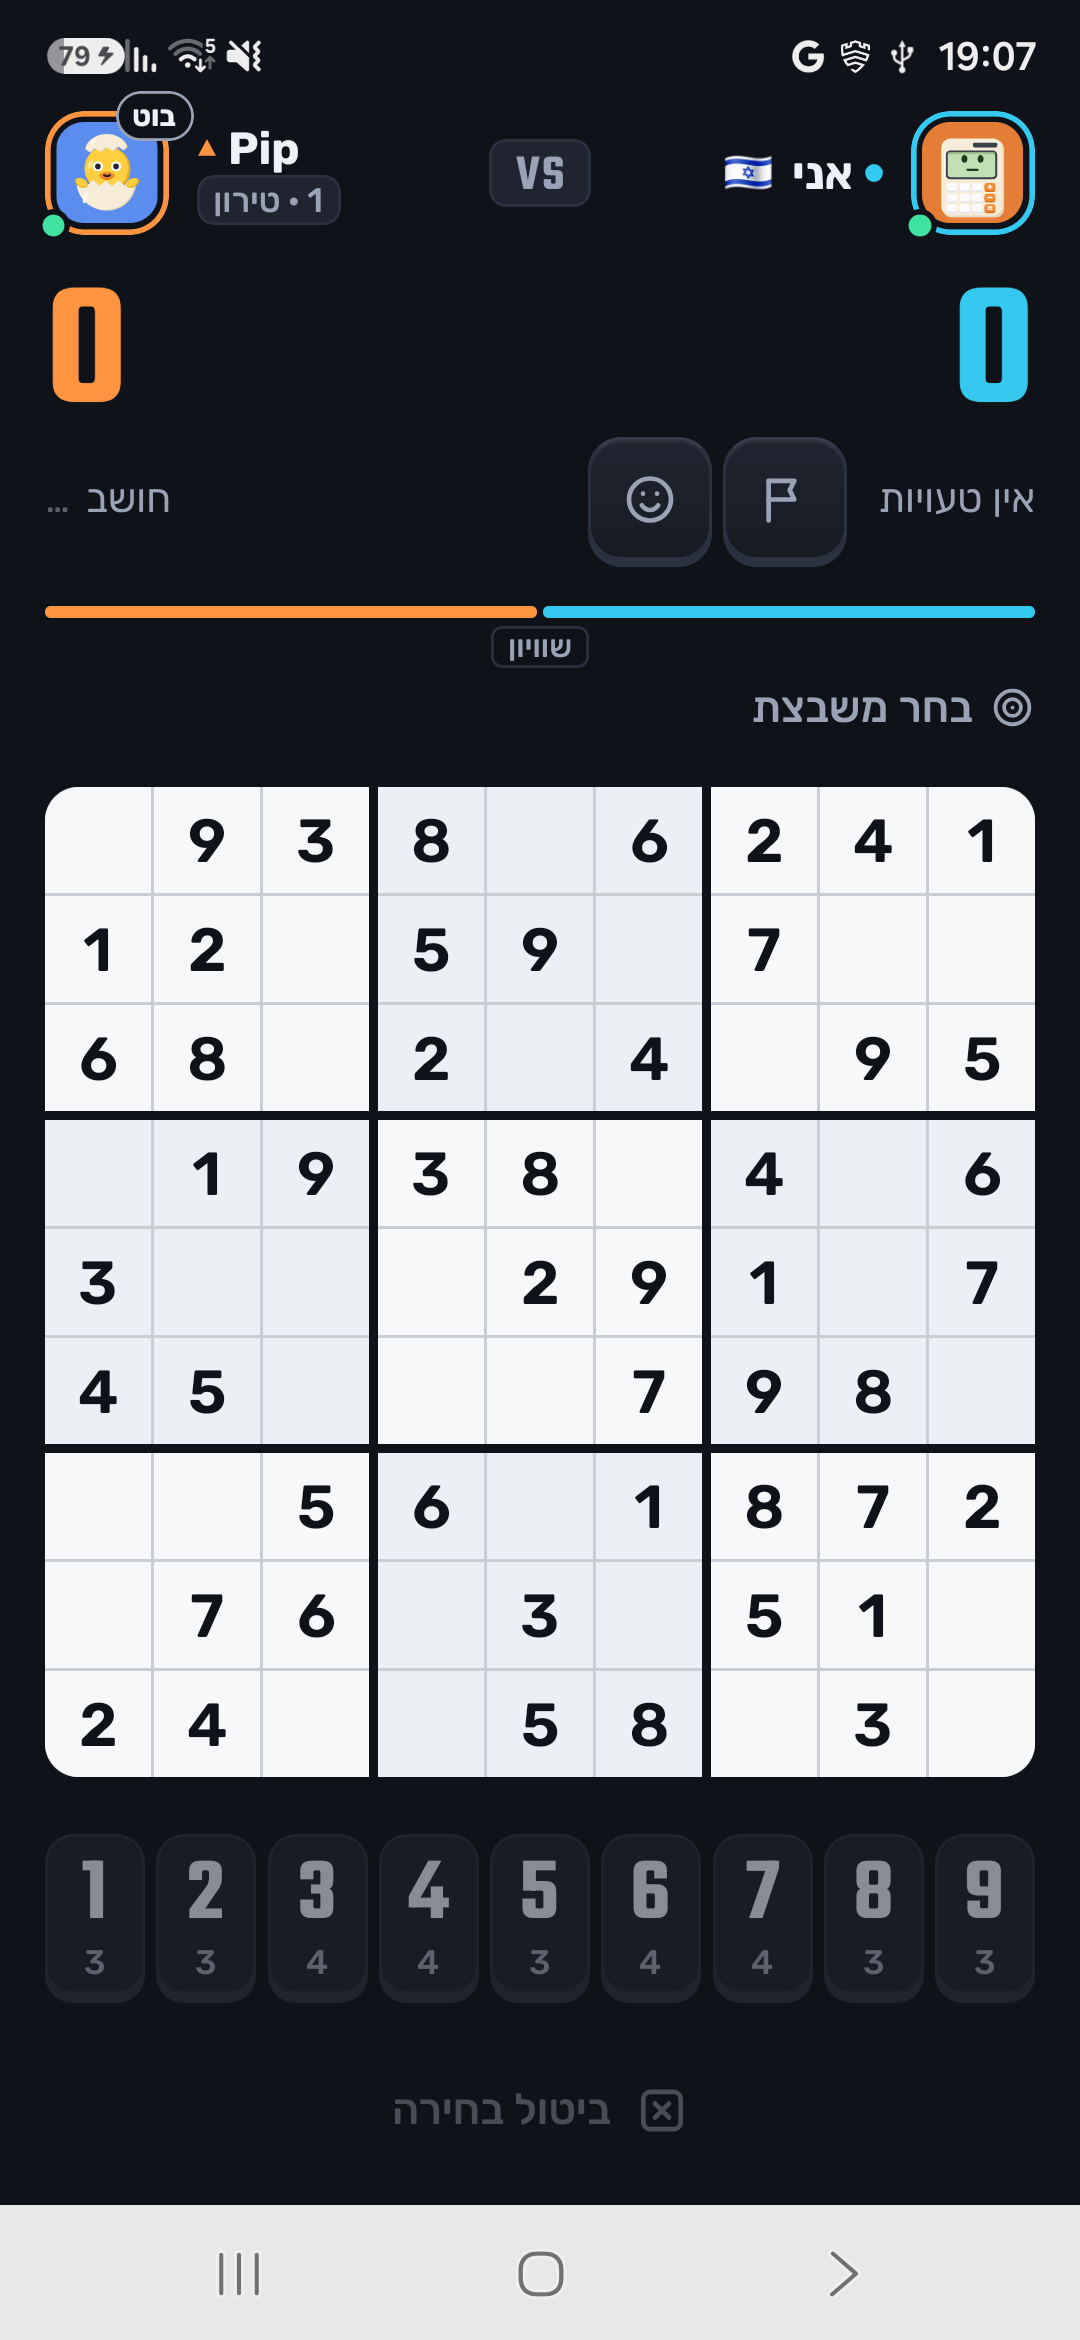 79 5 19:07
בוט
Pip VS אני
1 • טירון
0 0
אין טעויות
חושב ...
שוויון
בחר משבצת
9 3 8 6 2 4 1
1 2 5 9 7
6 8 2 4 9 5
1 9 3 8 4 6
3 2 9 1 7
4 5 7 9 8
5 6 1 8 7 2
7 6 3 5 1
2 4 5 8 3
1 2 3 4 5 6 7 8 9
3 3 4 4 3 4 4 3 3
ביטול בחירה